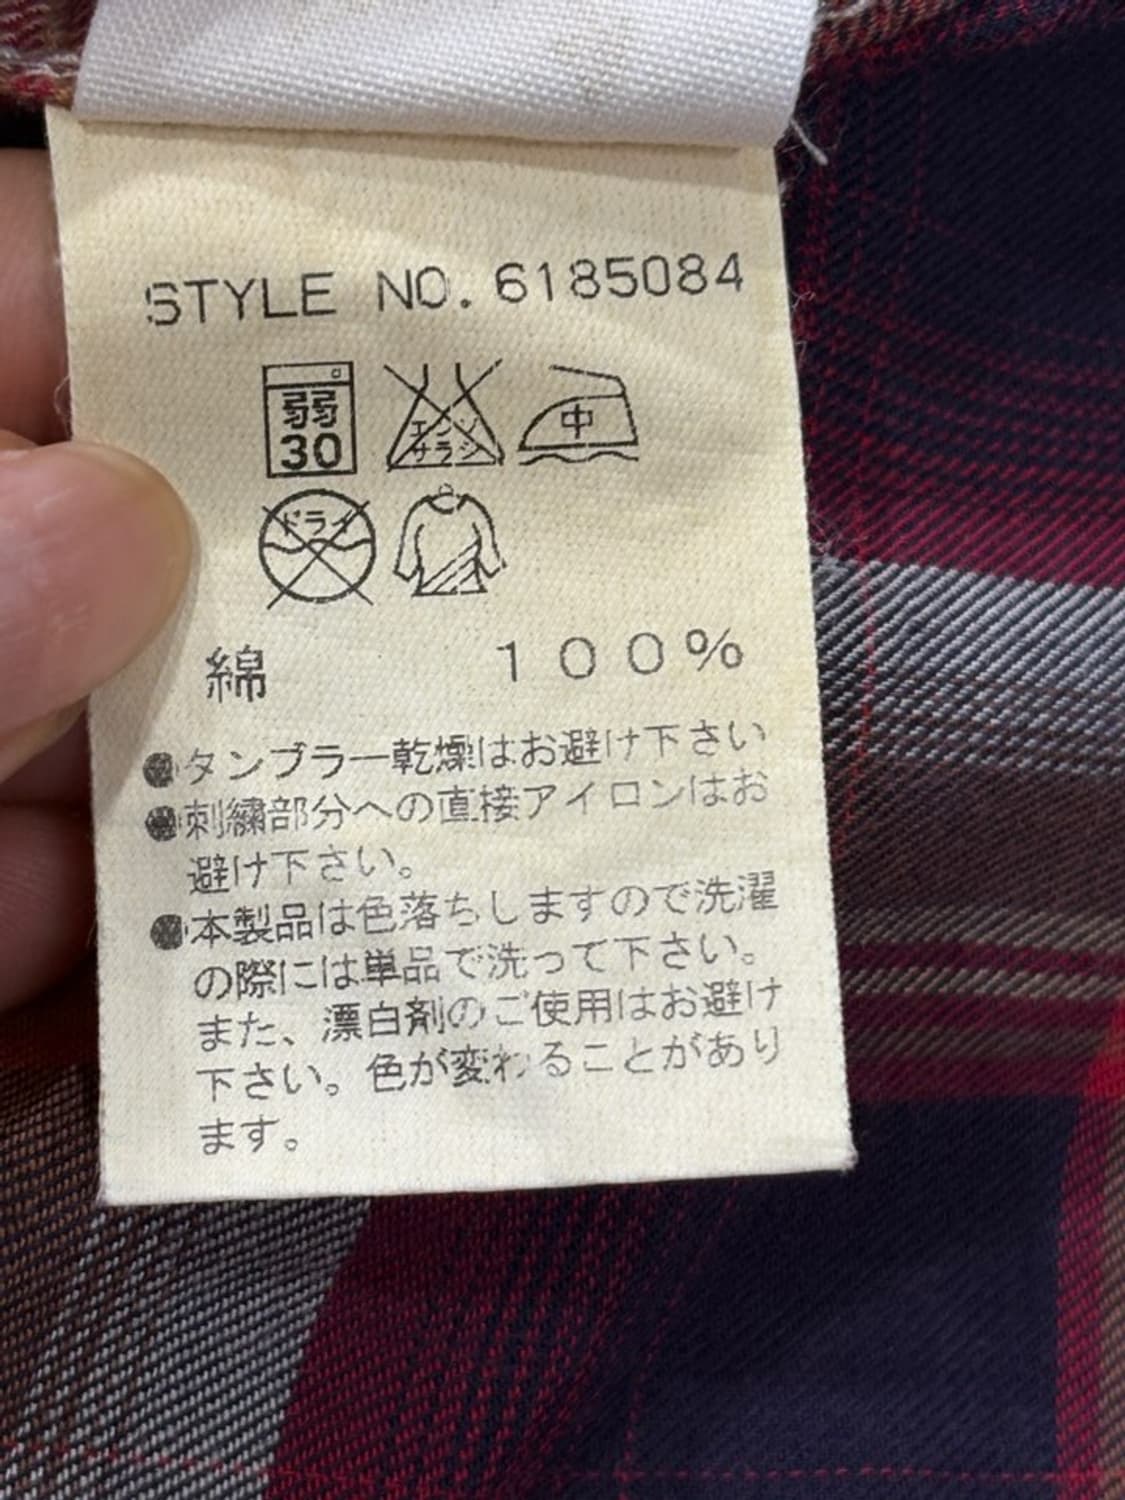 STYLE NO. 6185084
弱
30
エンソ
サラシ
中
ドライ
綿 100%
●タンブラー乾燥はお避け下さい
●刺繍部分への直接アイロンはお
避け下さい。
●本製品は色落ちしますので洗濯
の際には単品で洗って下さい。
また、漂白剤のご使用はお避け
下さい。色が変わることがあり
ます。